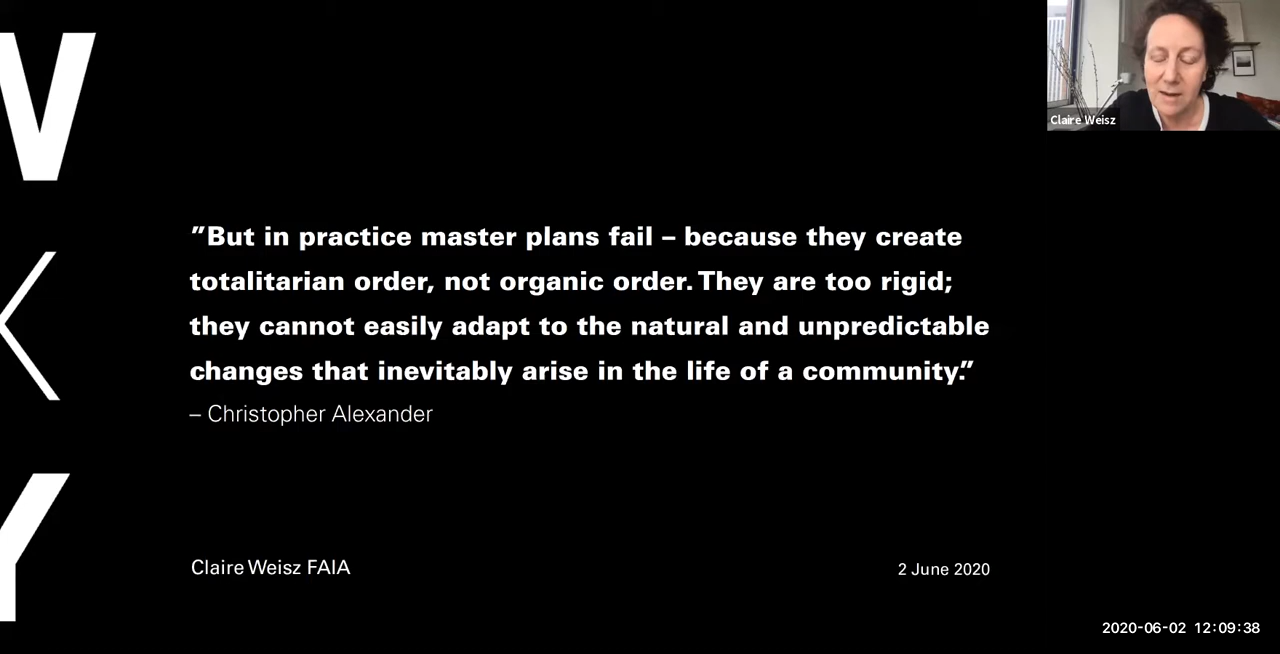 W
X
Y
Claire Weisz
”But in practice master plans fail – because they create
totalitarian order, not organic order. They are too rigid;
they cannot easily adapt to the natural and unpredictable
changes that inevitably arise in the life of a community.”
– Christopher Alexander
Claire Weisz FAIA
2 June 2020
2020-06-02 12:09:38